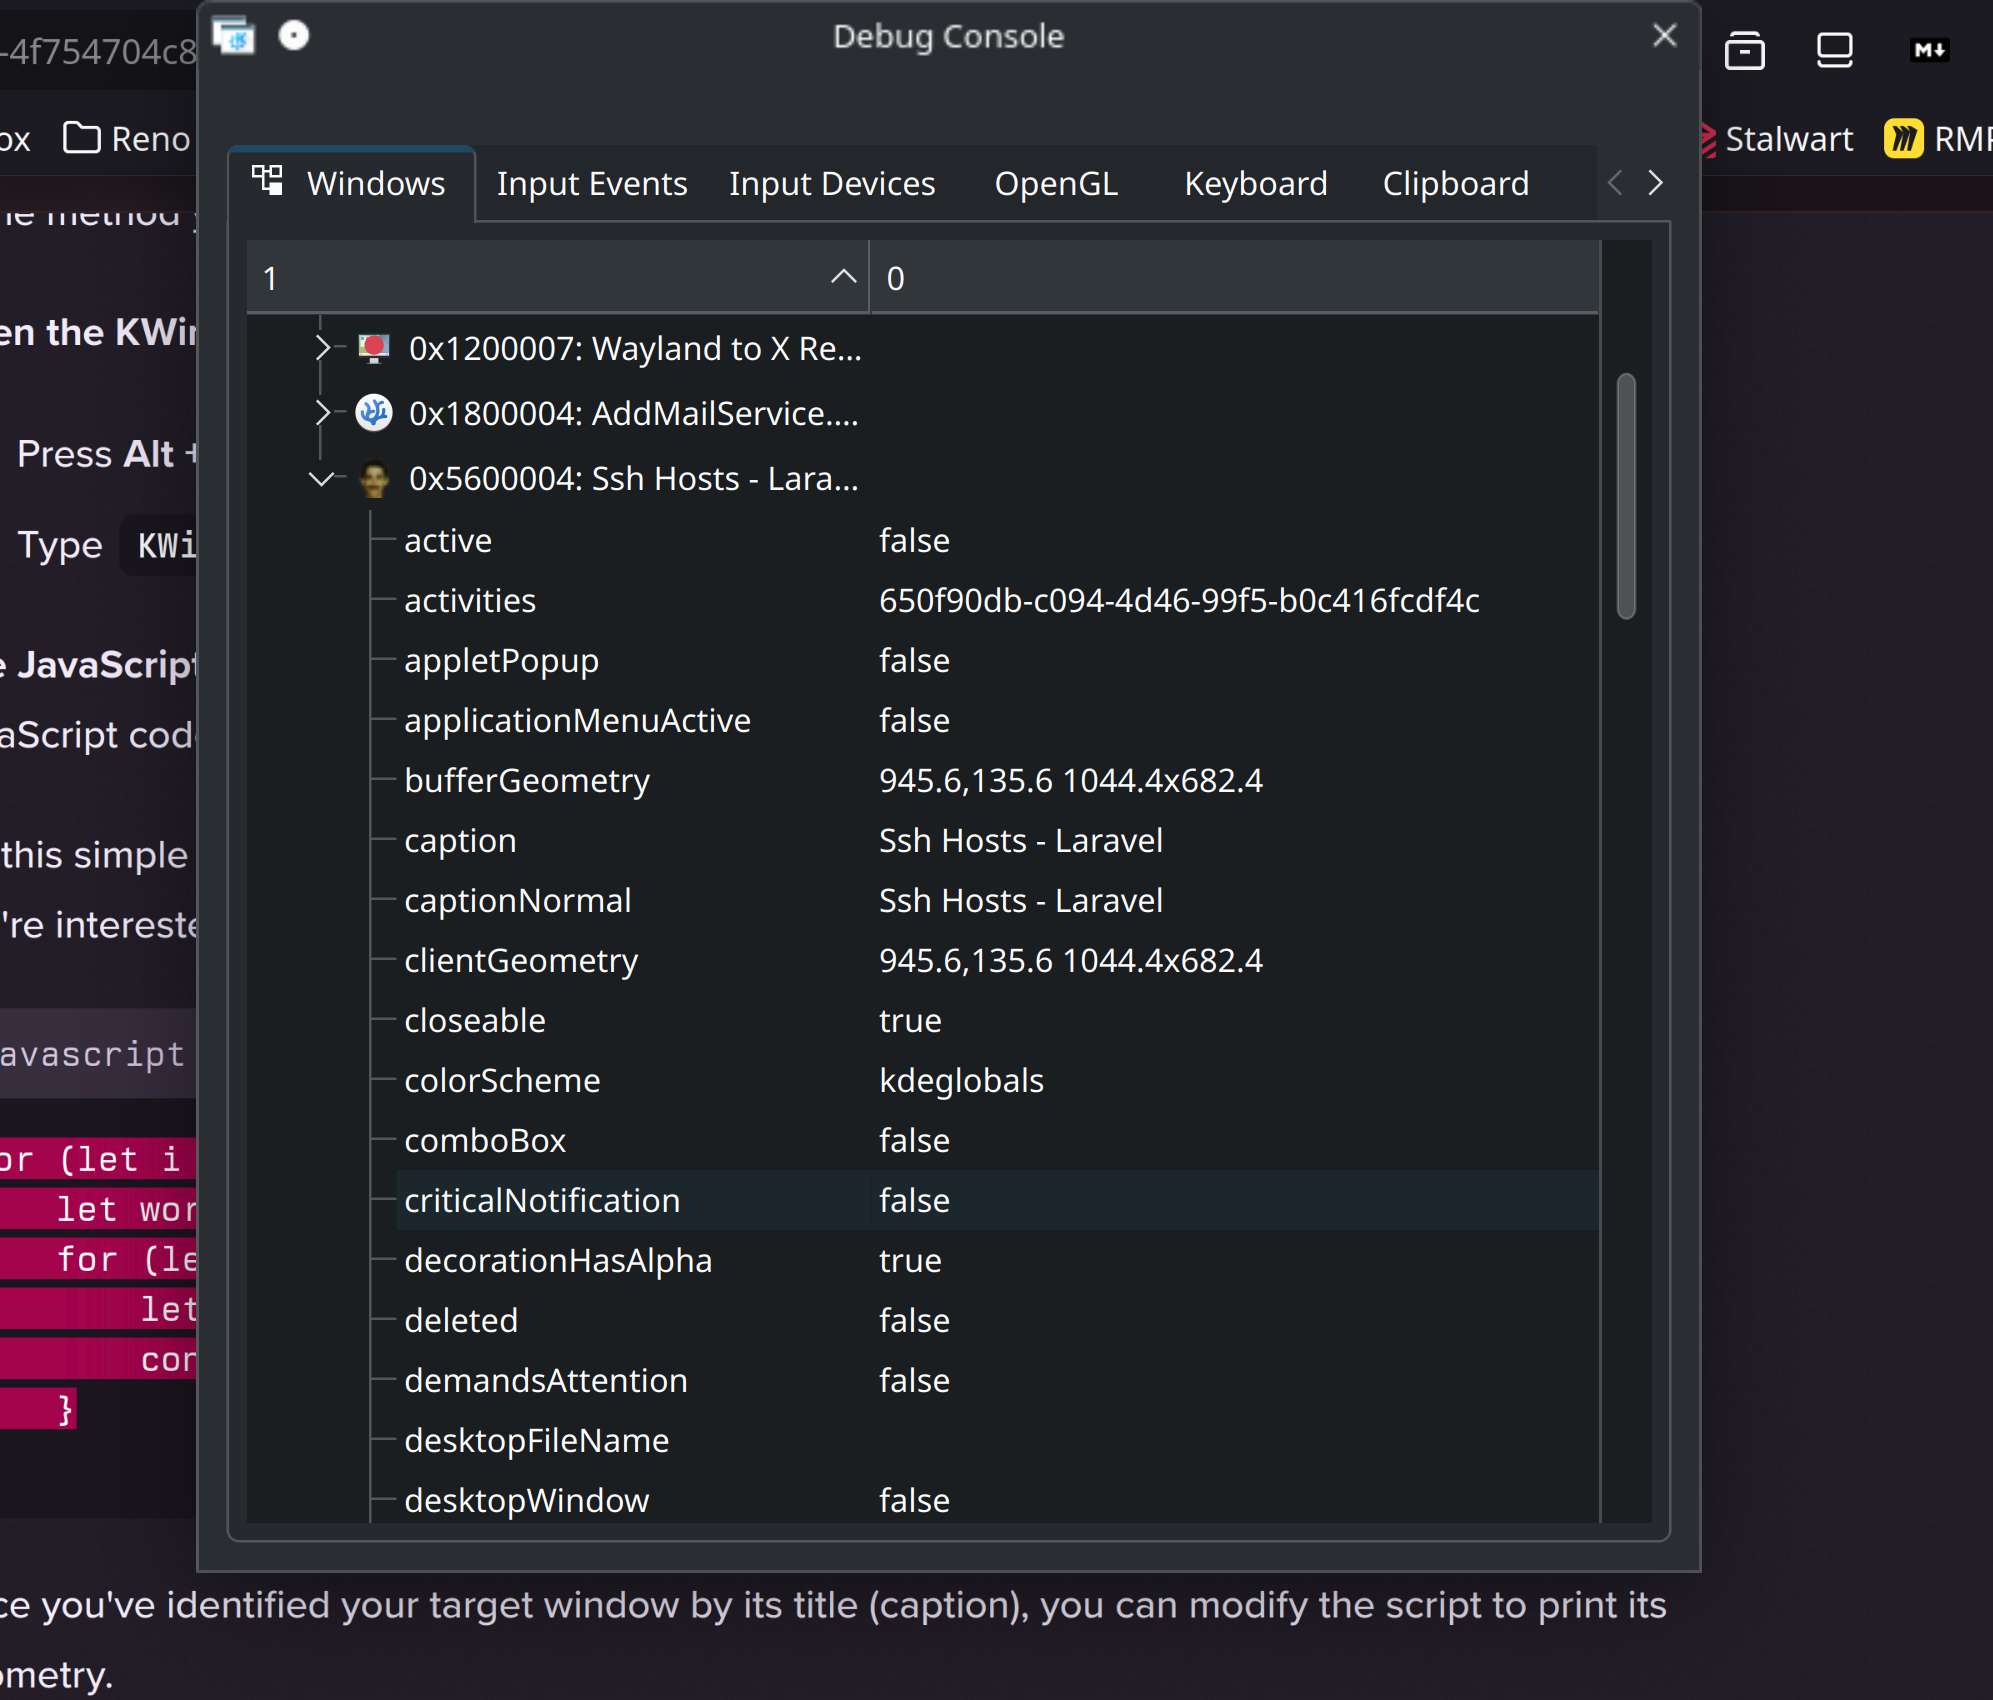 Debug Console
-4f754704c8
M
ox
Reno
Stalwart
RMP
Windows
Input Events
Input Devices
OpenGL
Keyboard
Clipboard
ne method
1
0
en the KWin
0x1200007: Wayland to X Re...
0x1800004: AddMailService....
Press Alt +
0x5600004: Ssh Hosts - Lara...
active false
Type KWi
activities 650f90db-c094-4d46-99f5-b0c416fcdf4c
e JavaScript
appletPopup false
aScript cod
applicationMenuActive false
bufferGeometry 945.6,135.6 1044.4x682.4
this simple
caption Ssh Hosts - Laravel
're intereste
captionNormal Ssh Hosts - Laravel
clientGeometry 945.6,135.6 1044.4x682.4
closeable true
avascript
colorScheme kdeglobals
or (let i
comboBox false
let wor
criticalNotification false
for (le
decorationHasAlpha true
let
deleted false
cor
demandsAttention false
}
desktopFileName
desktopWindow false
ce you've identified your target window by its title (caption), you can modify the script to print its
ometry.